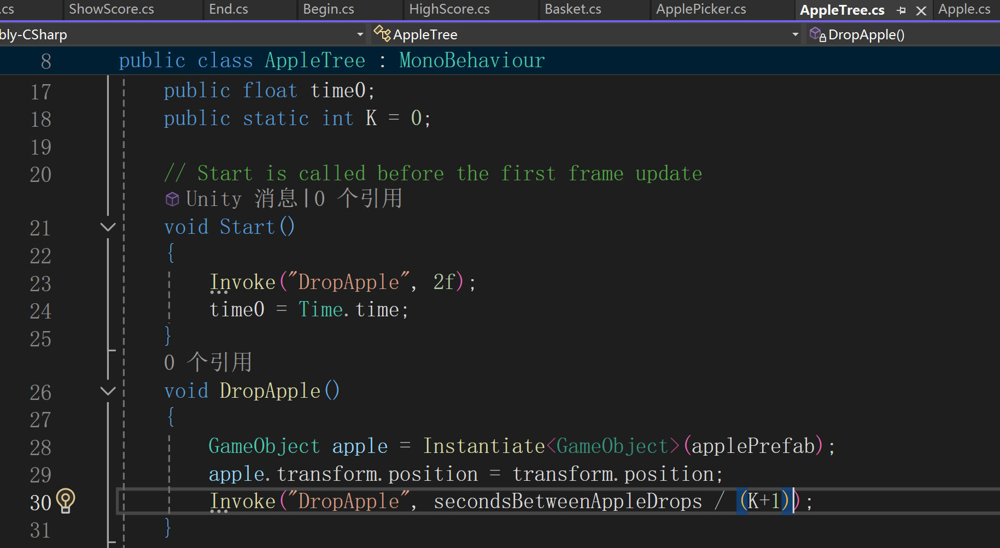 .cs ShowScore.cs End.cs Begin.cs HighScore.cs Basket.cs ApplePicker.cs AppleTree.cs Apple.cs
bly-CSharp AppleTree DropApple()
8 public class AppleTree : MonoBehaviour
17 public float time0;
18 public static int K = 0;
19
20 // Start is called before the first frame update
Unity 消息|0 个引用
21 void Start()
22 {
23 Invoke("DropApple", 2f);
24 time0 = Time.time;
25 }
0 个引用
26 void DropApple()
27 {
28 GameObject apple = Instantiate<GameObject>(applePrefab);
29 apple.transform.position = transform.position;
30 Invoke("DropApple", secondsBetweenAppleDrops / (K+1));
31 }